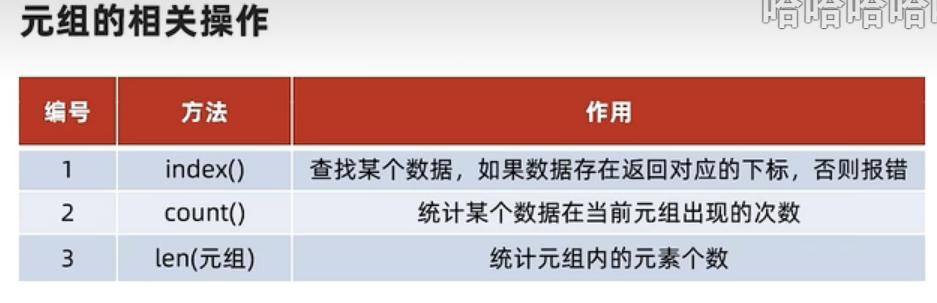 元组的相关操作
哈哈哈哈
编号 方法 作用
1 index() 查找某个数据，如果数据存在返回对应的下标，否则报错
2 count() 统计某个数据在当前元组出现的次数
3 len(元组) 统计元组内的元素个数